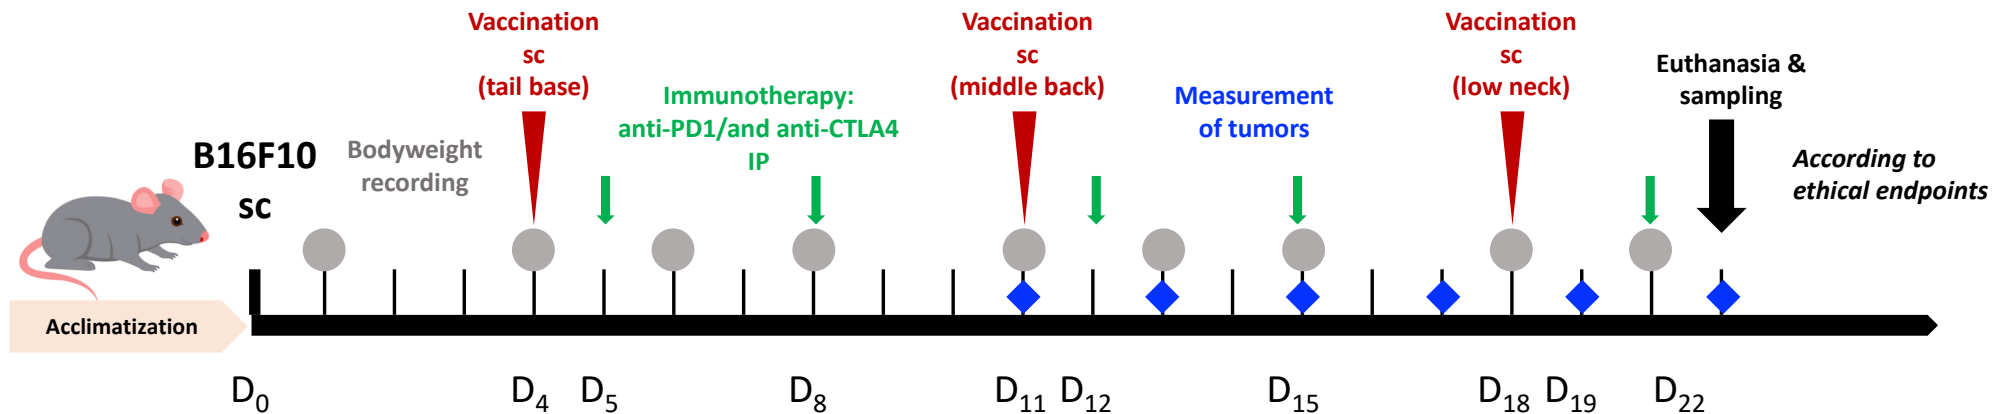 Vaccination
sc
(tail base)
Vaccination
sc
(middle back)
Vaccination
sc
(low neck)
Euthanasia &
sampling
Immunotherapy:
anti-PD1/and anti-CTLA4
IP
Measurement
of tumors
B16F10
sc
Bodyweight
recording
According to
ethical endpoints
Acclimatization
D0 D4 D5 D8 D11 D12 D15 D18 D19 D22